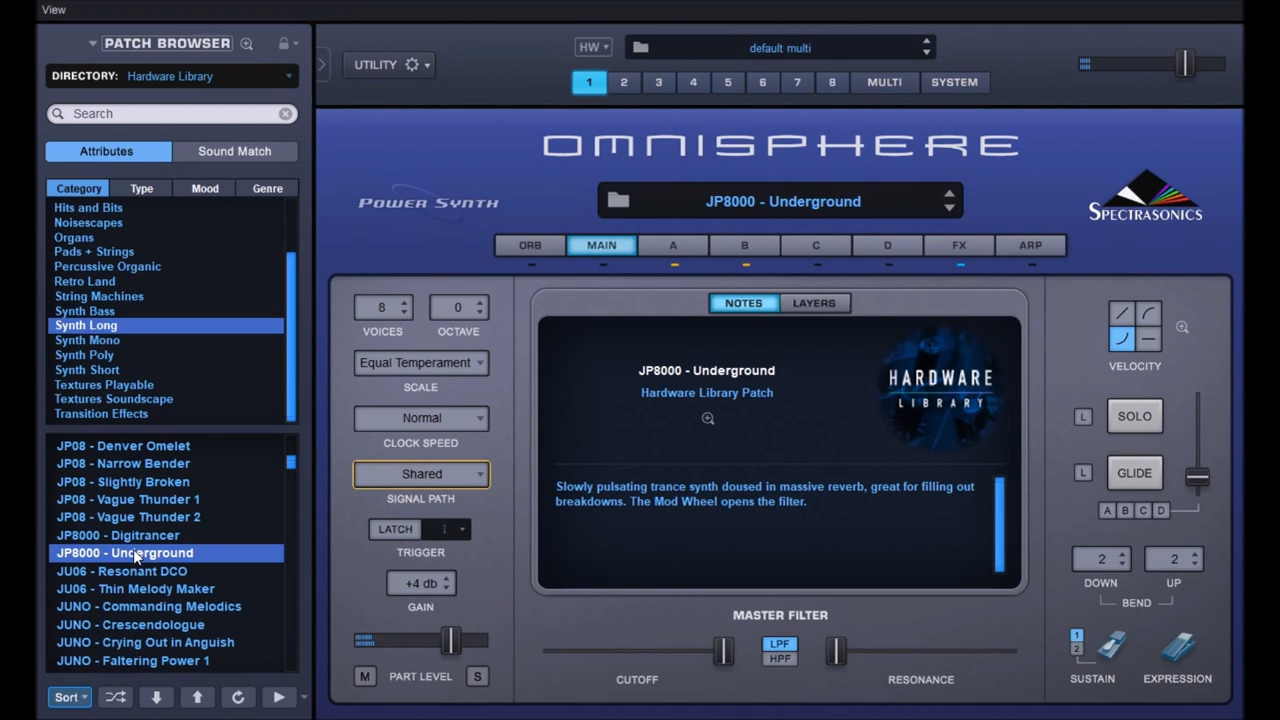 View
PATCH BROWSER
DIRECTORY: Hardware Library
Search
Attributes Sound Match
Category Type Mood Genre
Hits and Bits
Noisescapes
Organs
Pads + Strings
Percussive Organic
Retro Land
String Machines
Synth Bass
Synth Long
Synth Mono
Synth Poly
Synth Short
Textures Playable
Textures Soundscape
Transition Effects
JP08 - Denver Omelet
JP08 - Narrow Bender
JP08 - Slightly Broken
JP08 - Vague Thunder 1
JP08 - Vague Thunder 2
JP8000 - Digitrancer
JP8000 - Underground
JU06 - Resonant DCO
JU06 - Thin Melody Maker
JUNO - Commanding Melodics
JUNO - Crescendologue
JUNO - Crying Out in Anguish
JUNO - Faltering Power 1
Sort
UTILITY
HW
default multi
1 2 3 4 5 6 7 8 MULTI SYSTEM
OMNISPHERE
POWER SYNTH
JP8000 - Underground
SPECTRASONICS
ORB MAIN A B C D FX ARP
8 0
VOICES OCTAVE
Equal Temperament
SCALE
Normal
CLOCK SPEED
Shared
SIGNAL PATH
LATCH 1
TRIGGER
+4 db
GAIN
M PART LEVEL S
NOTES LAYERS
JP8000 - Underground
Hardware Library Patch
HARDWARE
LIBRARY
Slowly pulsating trance synth doused in massive reverb, great for filling out
breakdowns. The Mod Wheel opens the filter.
MASTER FILTER
LPF
HPF
CUTOFF RESONANCE
VELOCITY
L SOLO
L GLIDE
A B C D
2 2
DOWN UP
BEND
1
2
SUSTAIN EXPRESSION